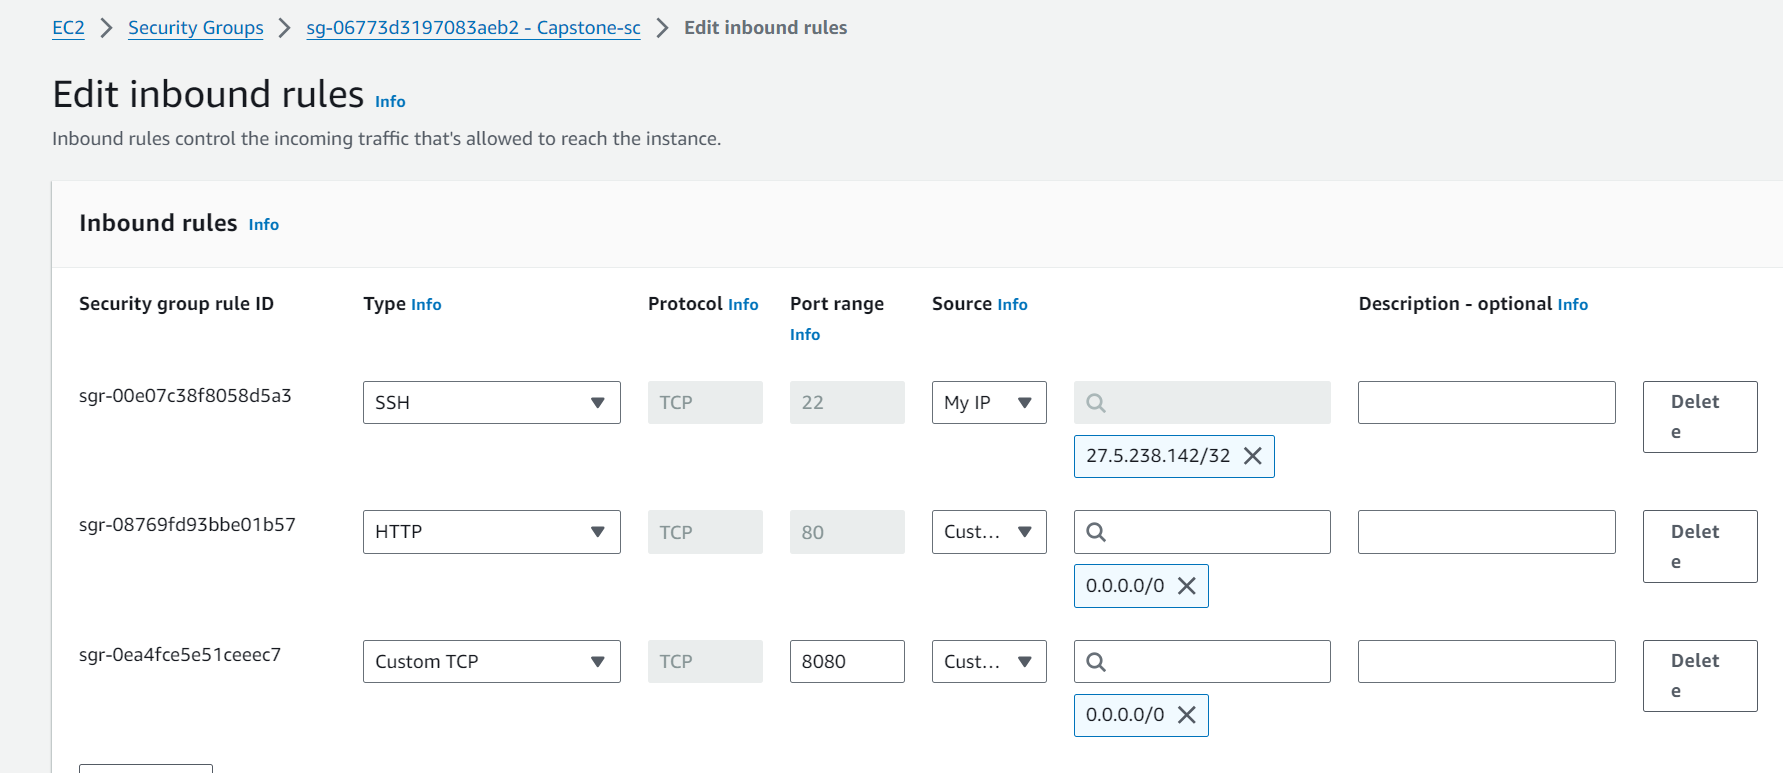 EC2 > Security Groups > sg-06773d3197083aeb2 - Capstone-sc > Edit inbound rules
Edit inbound rules Info
Inbound rules control the incoming traffic that's allowed to reach the instance.
Inbound rules Info
Security group rule ID Type Info Protocol Info Port range Info Source Info Description - optional Info
sgr-00e07c38f8058d5a3 SSH TCP 22 My IP Delete
27.5.238.142/32
sgr-08769fd93bbe01b57 HTTP TCP 80 Cust... Delete
0.0.0.0/0
sgr-0ea4fce5e51ceeec7 Custom TCP TCP 8080 Cust... Delete
0.0.0.0/0